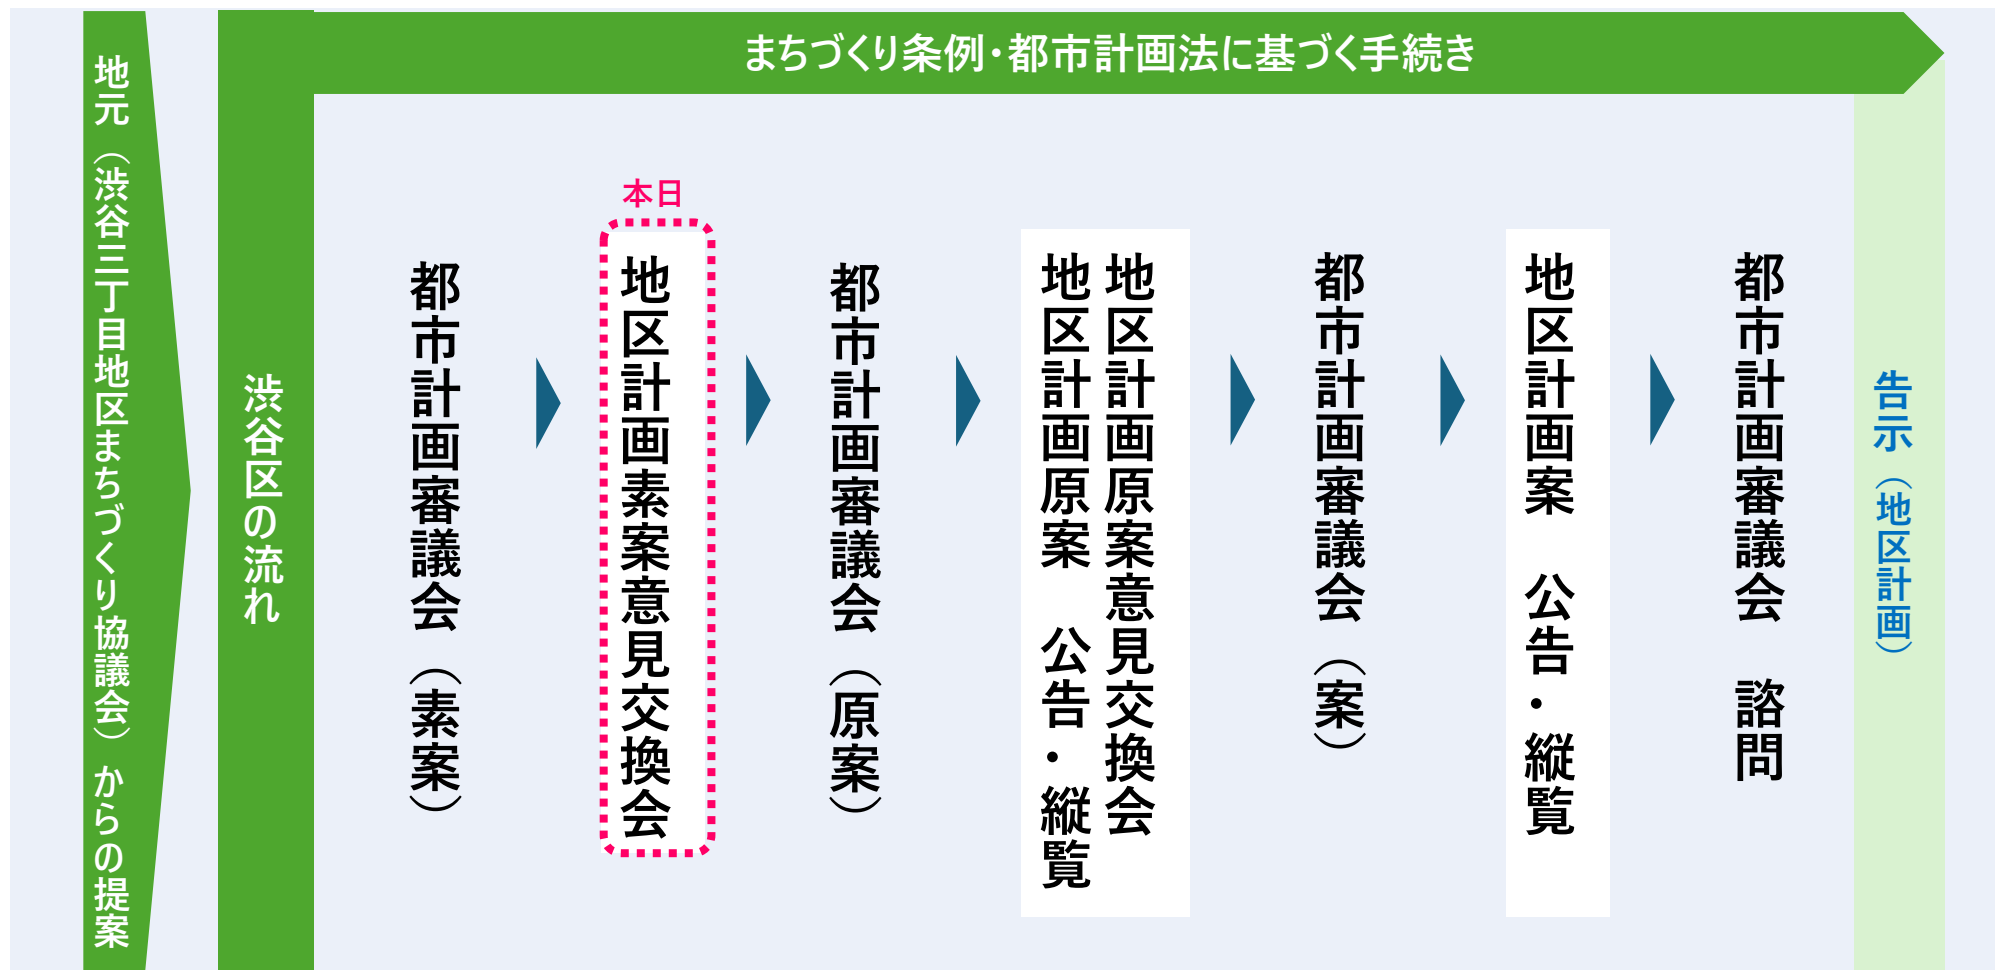 まちづくり条例・都市計画法に基づく手続き
地元（渋谷三丁目地区まちづくり協議会）からの提案
渋谷区の流れ
都市計画審議会（素案）
本日
地区計画素案意見交換会
都市計画審議会（原案）
地区計画原案意見交換会
地区計画原案　公告・縦覧
都市計画審議会（案）
地区計画案　公告・縦覧
都市計画審議会　諮問
告示（地区計画）